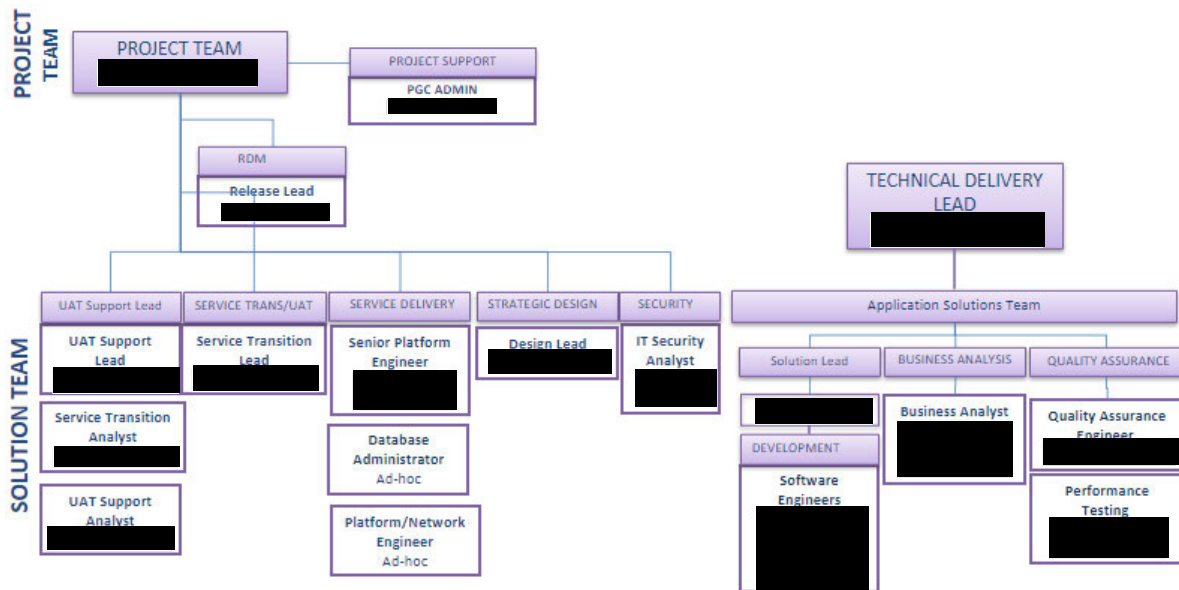 PROJECT
TEAM
PROJECT TEAM
PROJECT SUPPORT
PGC ADMIN
RDM
Release Lead
TECHNICAL DELIVERY
LEAD
UAT Support Lead
SERVICE TRANS/UAT
SERVICE DELIVERY
STRATEGIC DESIGN
SECURITY
Application Solutions Team
SOLUTION TEAM
UAT Support
Lead
Service Transition
Lead
Senior Platform
Engineer
Design Lead
IT Security
Analyst
Solution Lead
BUSINESS ANALYSIS
QUALITY ASSURANCE
Service Transition
Analyst
Database
Administrator
Ad-hoc
Business Analyst
Quality Assurance
Engineer
DEVELOPMENT
Software
Engineers
Performance
Testing
UAT Support
Analyst
Platform/Network
Engineer
Ad-hoc